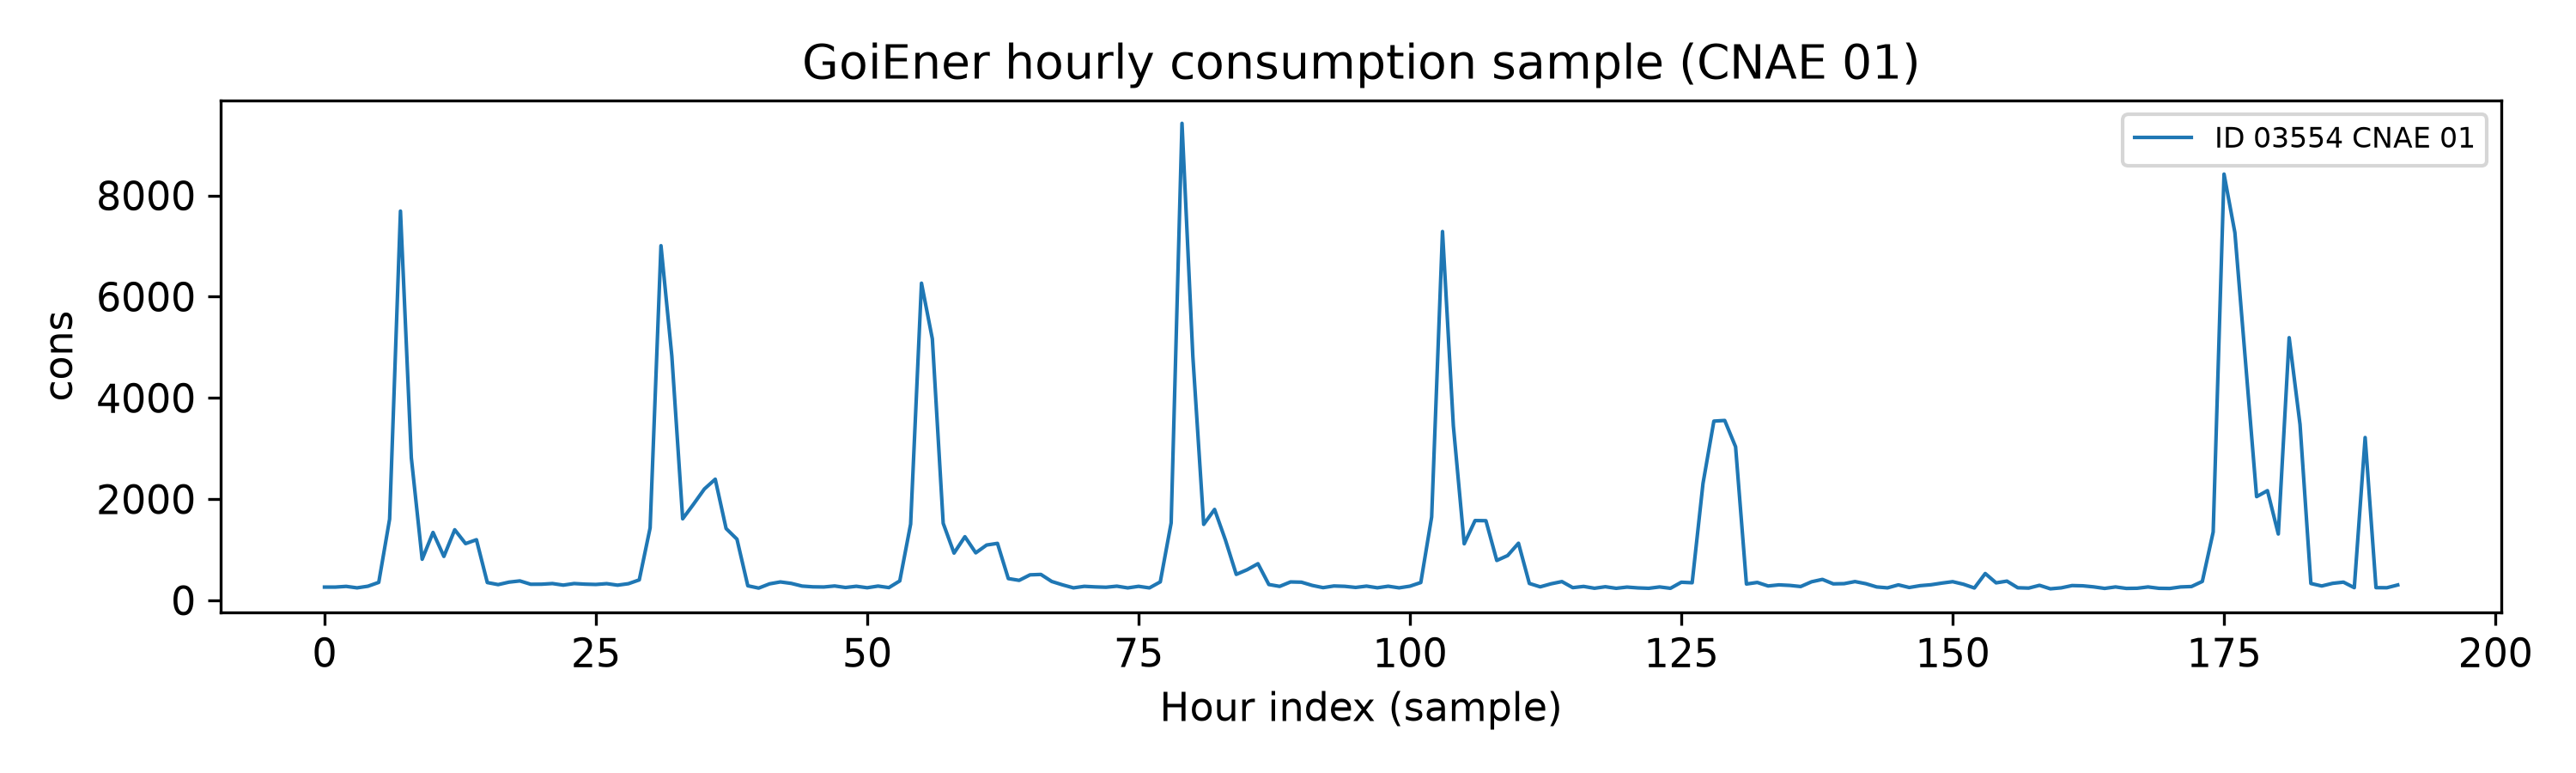 GoiEner hourly consumption sample (CNAE 01)
ID 03554 CNAE 01
cons
8000
6000
4000
2000
0
0 25 50 75 100 125 150 175 200
Hour index (sample)